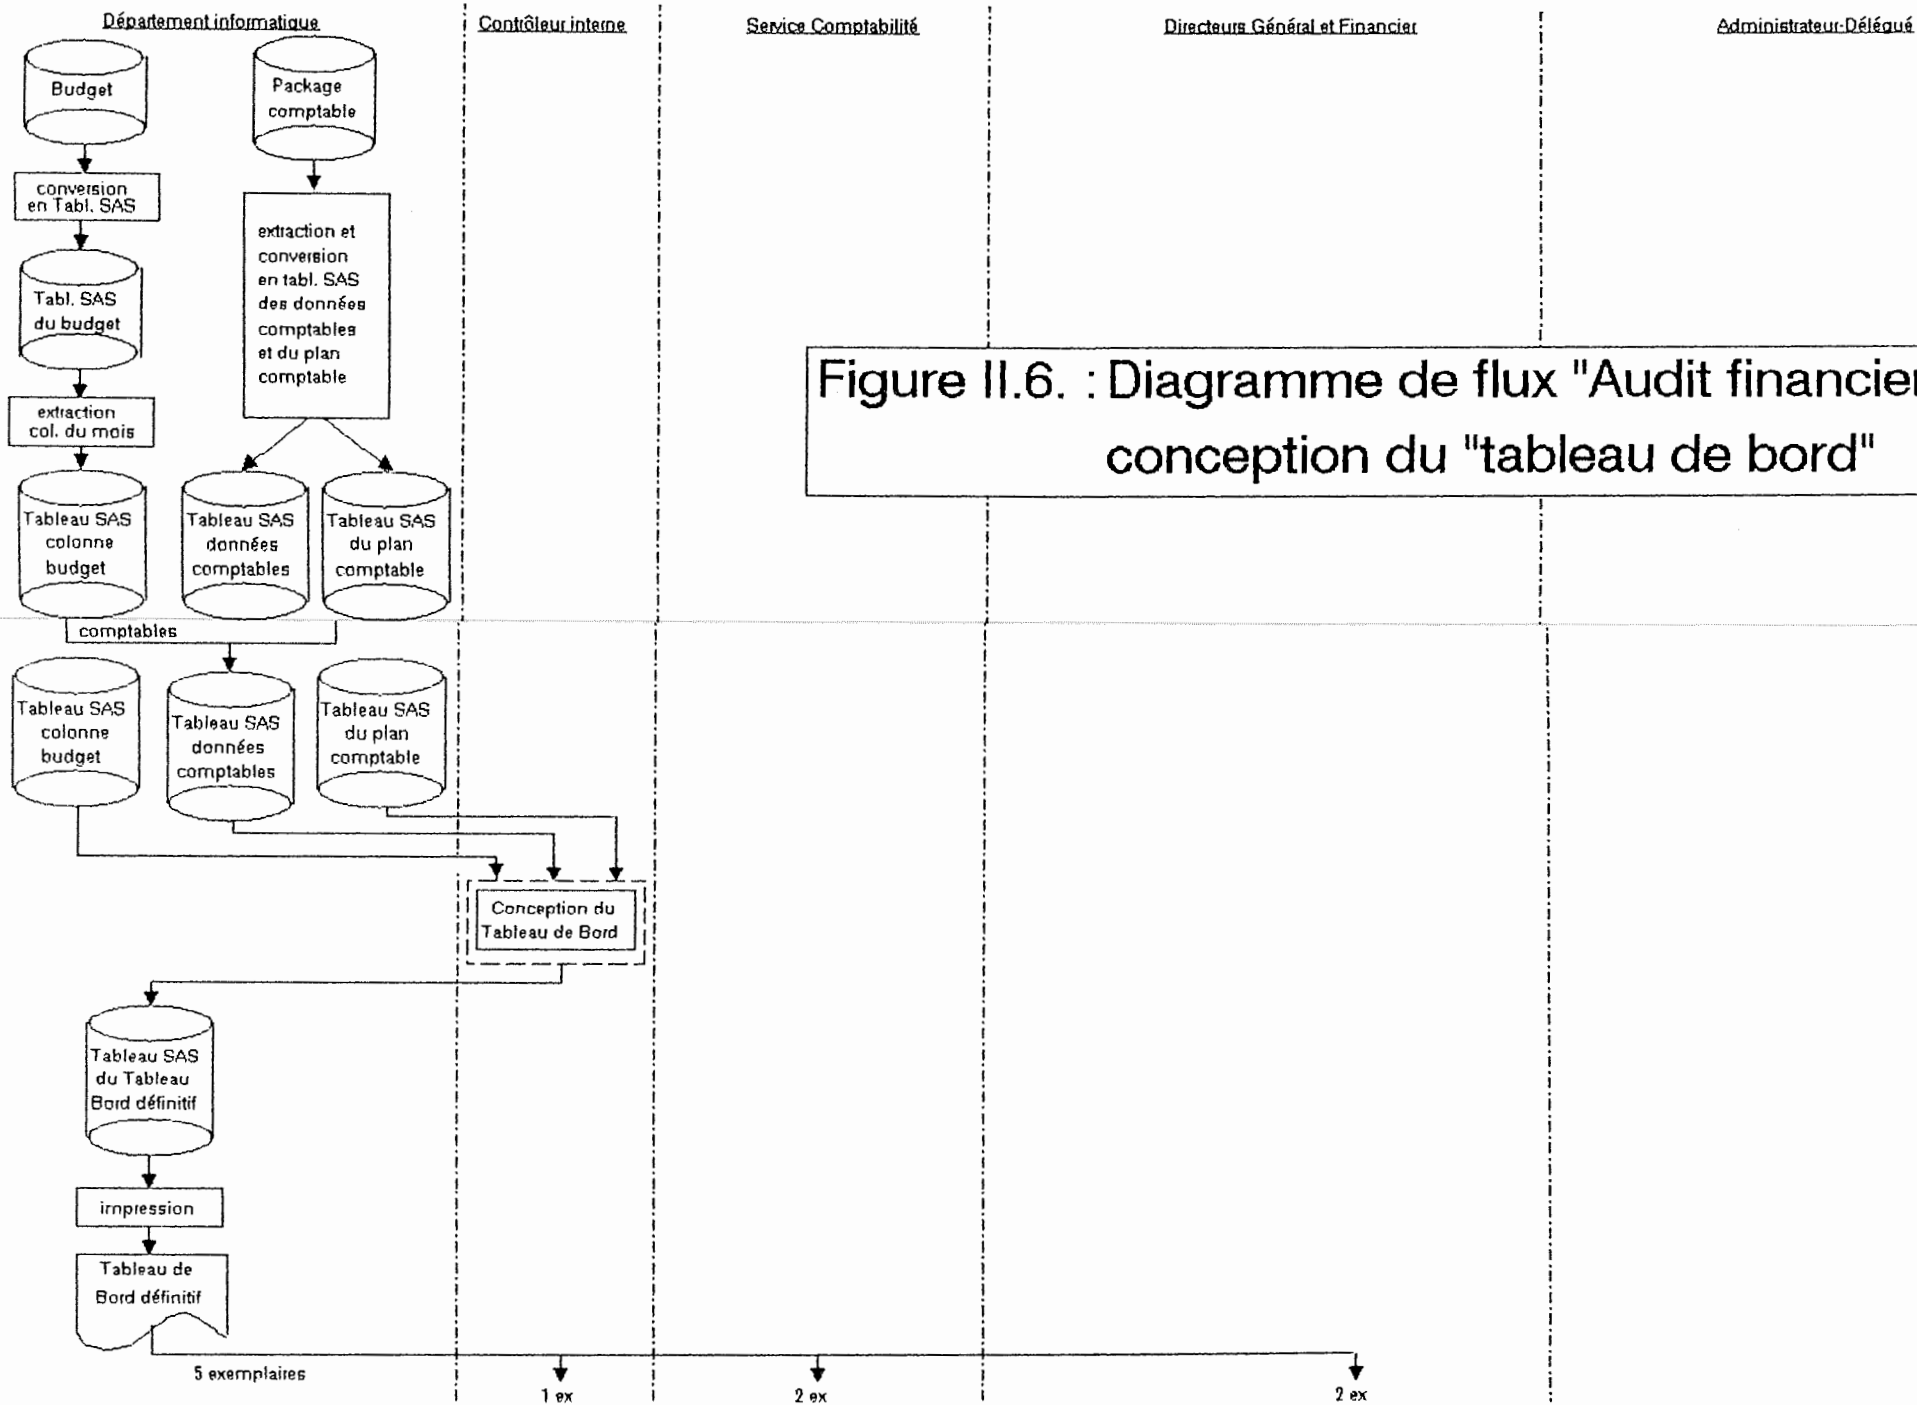 Département informatique
Contrôleur interne
Service Comptabilité
Directeurs Général et Financier
Administrateur-Délégué
Budget
Package
comptable
conversion
en Tabl. SAS
extraction et
conversion
en tabl. SAS
des données
comptables
et du plan
comptable
Tabl. SAS
du budget
extraction
col. du mois
Figure II.6. : Diagramme de flux "Audit financier
conception du "tableau de bord"
Tableau SAS
colonne
budget
Tableau SAS
données
comptables
Tableau SAS
du plan
comptable
comptables
Tableau SAS
colonne
budget
Tableau SAS
données
comptables
Tableau SAS
du plan
comptable
Conception du
Tableau de Bord
Tableau SAS
du Tableau
Bord définitif
impression
Tableau de
Bord définitif
5 exemplaires
1 ex
2 ex
2 ex